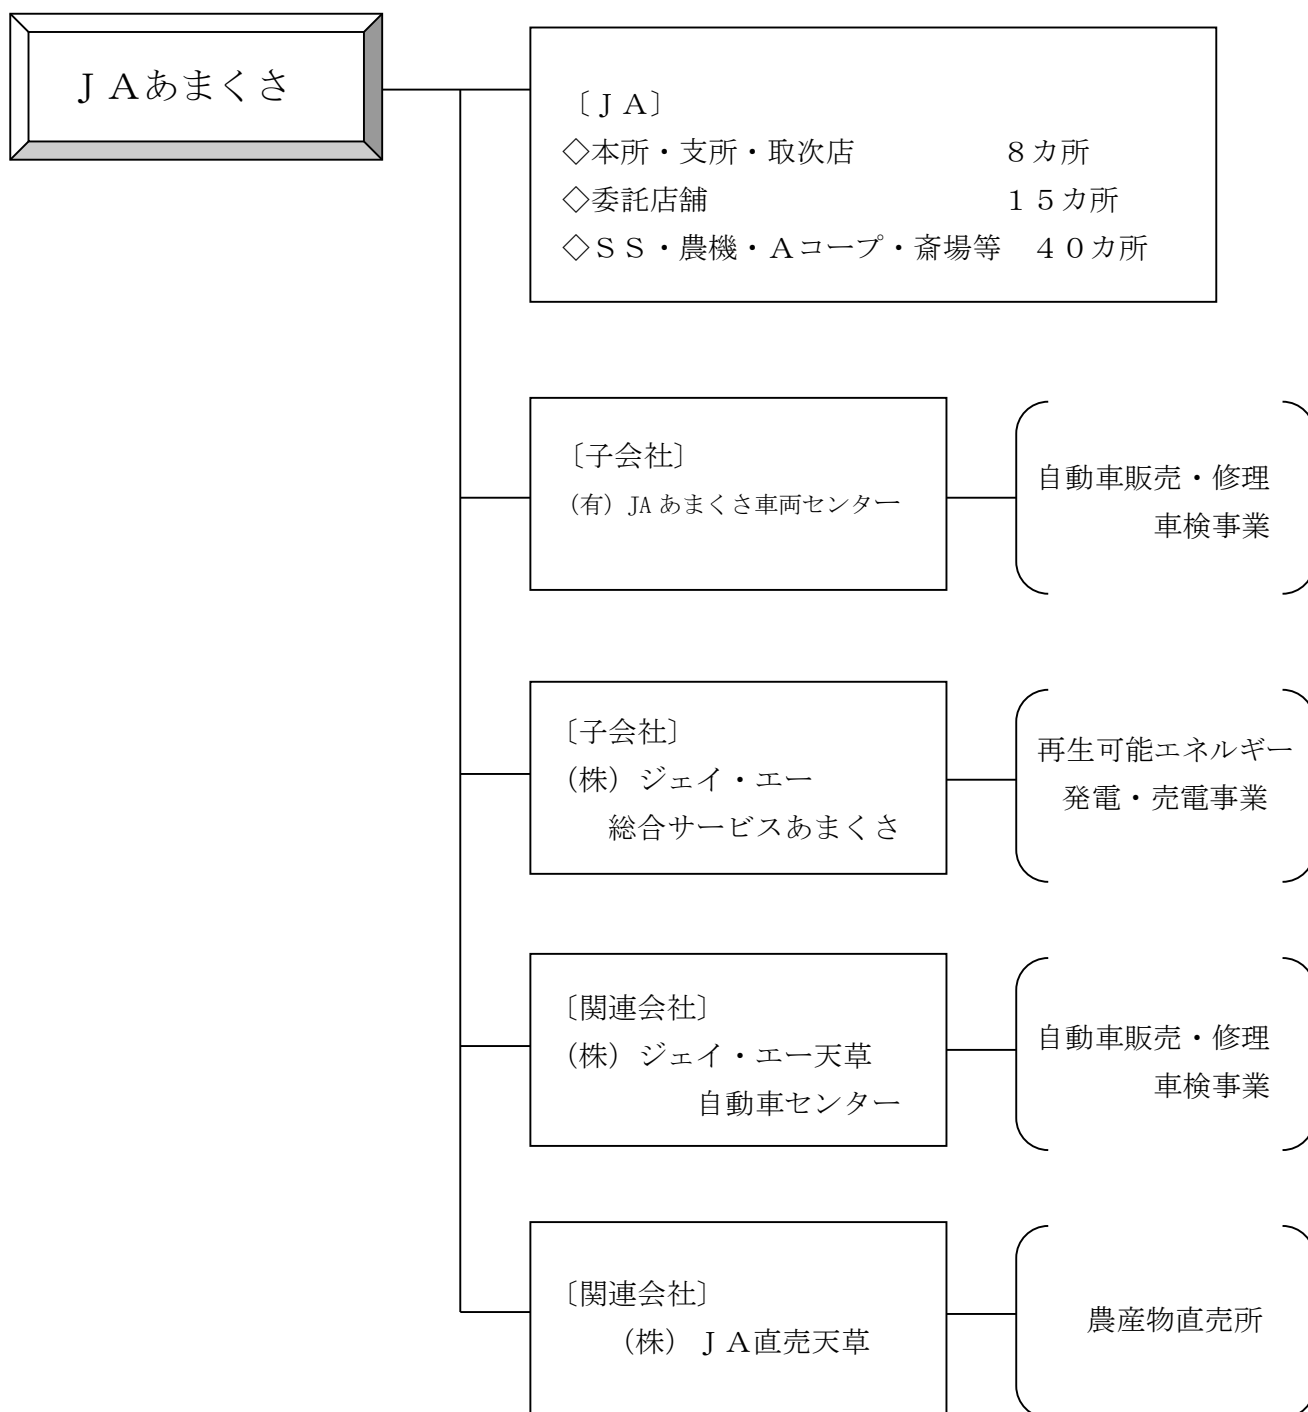 ＪＡあまくさ
〔ＪＡ〕
◇本所・支所・取次店　８カ所
◇委託店舗　１５カ所
◇ＳＳ・農機・Ａコープ・斎場等　４０カ所
〔子会社〕
（有）JAあまくさ車両センター
自動車販売・修理
車検事業
〔子会社〕
（株）ジェイ・エー
総合サービスあまくさ
再生可能エネルギー
発電・売電事業
〔関連会社〕
（株）ジェイ・エー天草
自動車センター
自動車販売・修理
車検事業
〔関連会社〕
（株）ＪＡ直売天草
農産物直売所